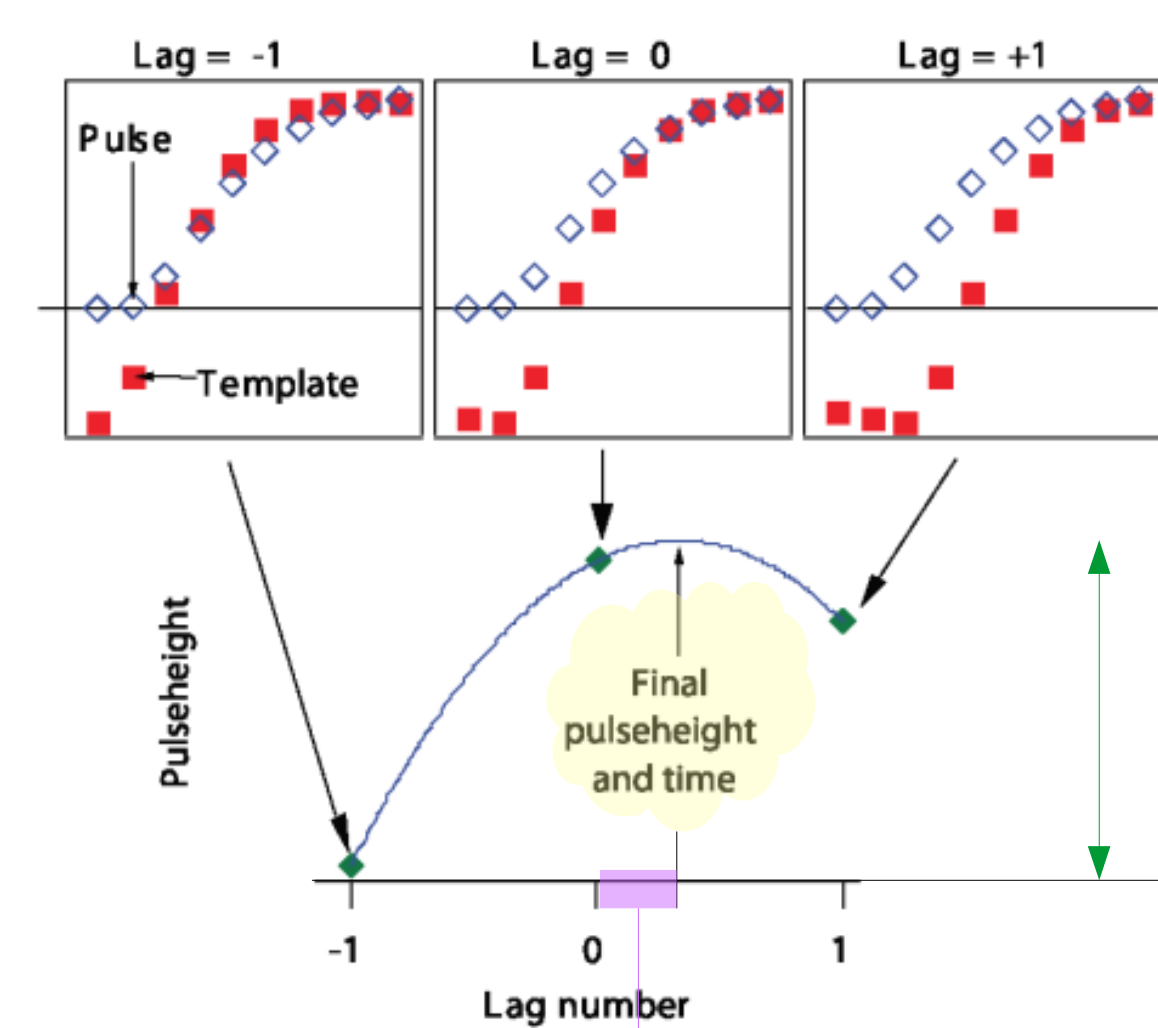 Lag = -1
Lag = 0
Lag = +1
Pulse
Template
Pulseheight
Final
pulseheight
and time
-1
0
1
Lag number